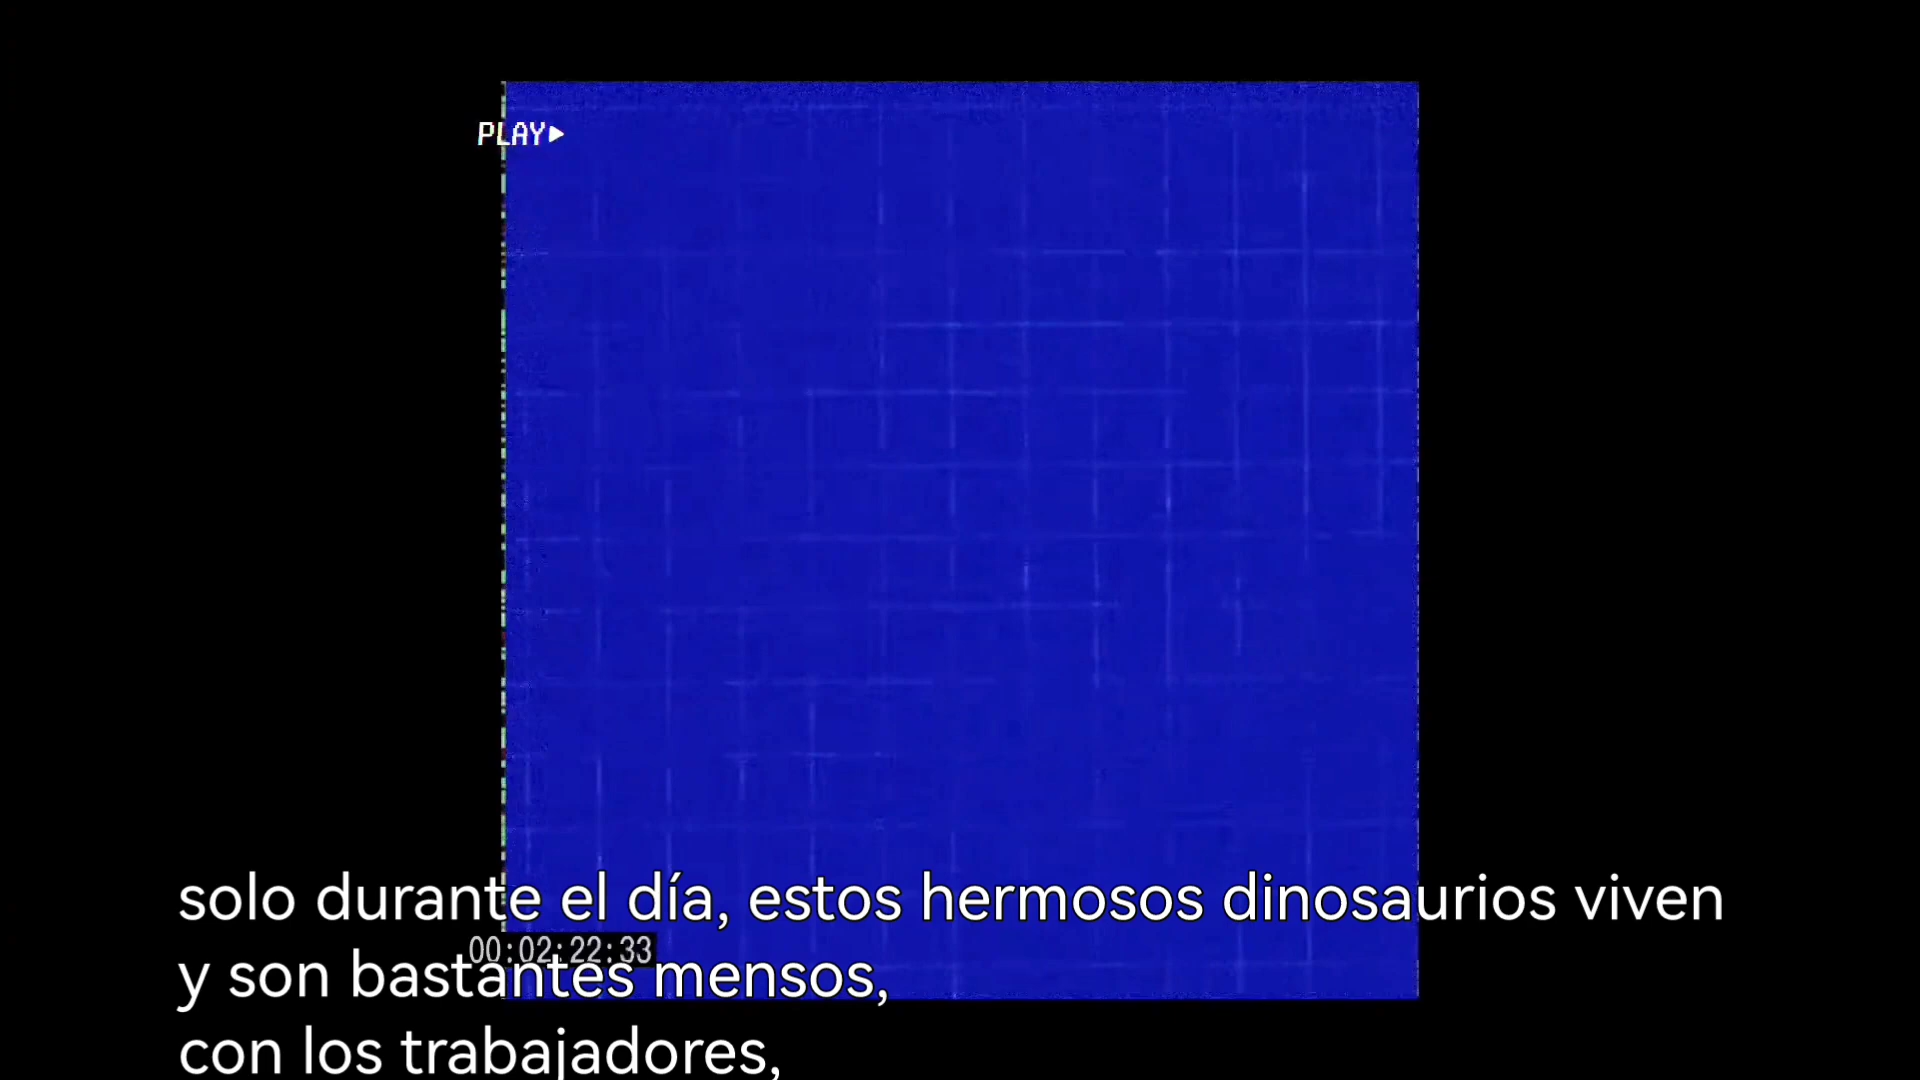 PLAY▶
solo durante el día, estos hermosos dinosaurios viven
00:02:22:33
y son bastantes mensos,
con los trabajadores,